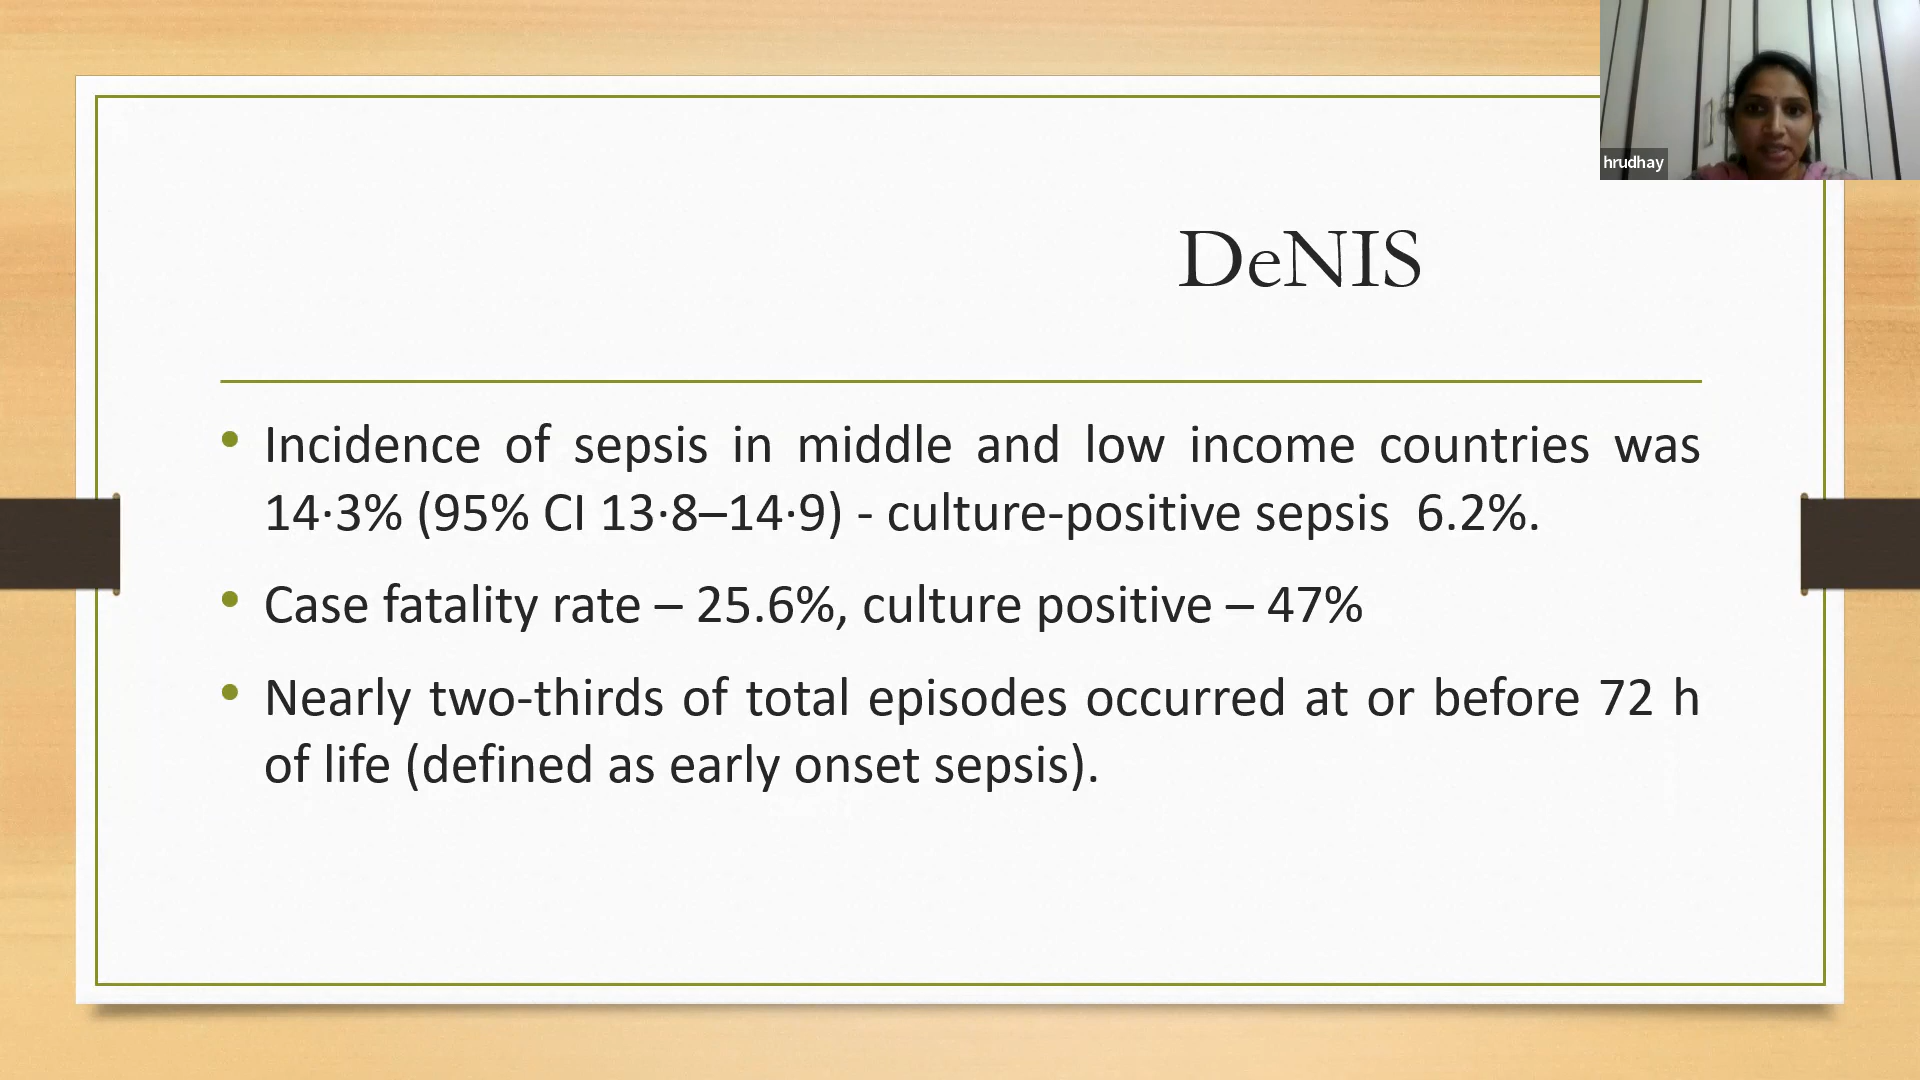 hrudhay
DeNIS
• Incidence of sepsis in middle and low income countries was
14·3% (95% CI 13·8–14·9) - culture-positive sepsis 6.2%.
• Case fatality rate – 25.6%, culture positive – 47%
• Nearly two-thirds of total episodes occurred at or before 72 h
of life (defined as early onset sepsis).